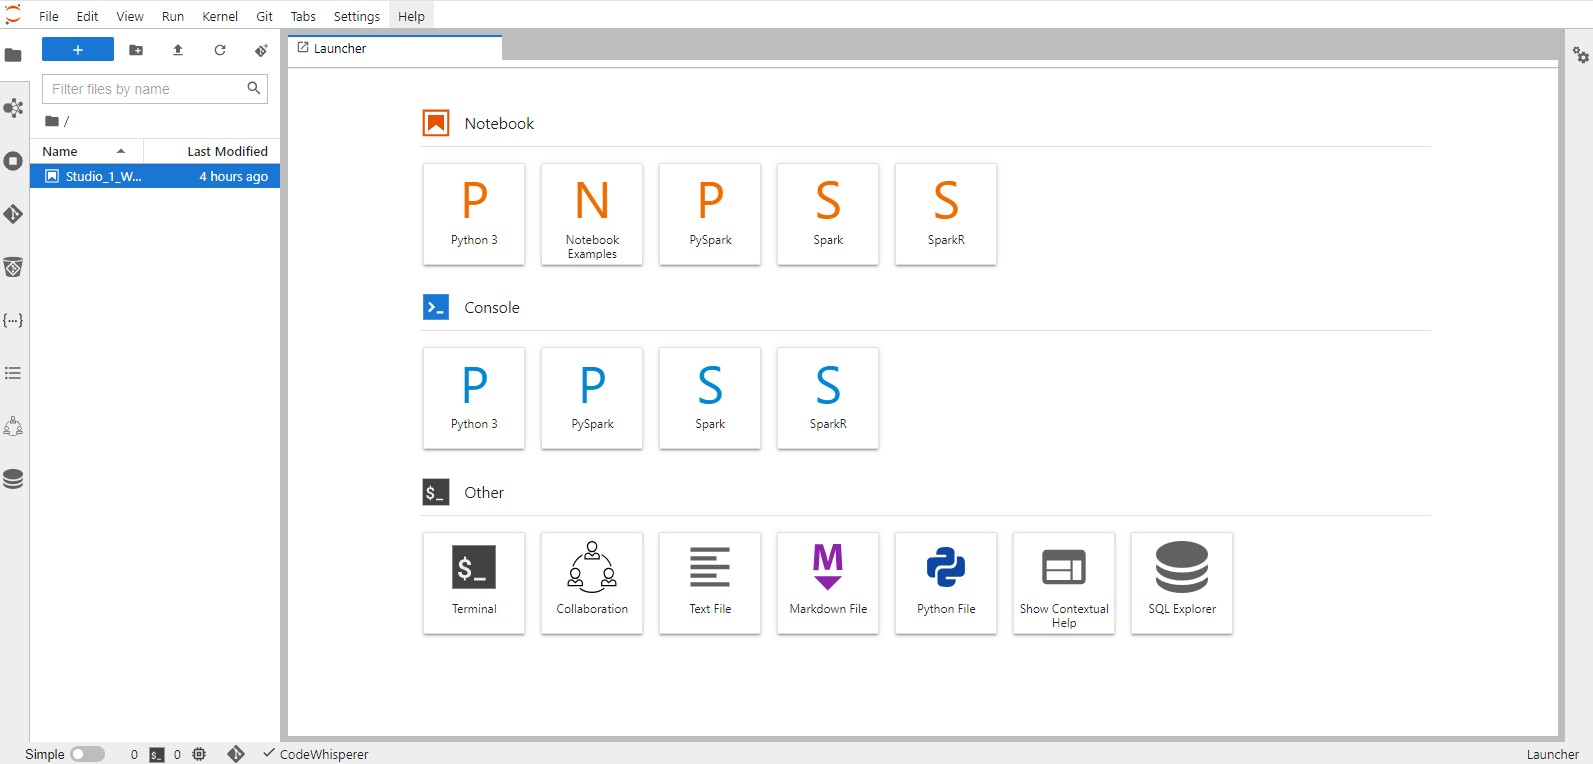 File Edit View Run Kernel Git Tabs Settings Help
+
Launcher
Filter files by name
/
Name Last Modified
Studio_1_W... 4 hours ago
Notebook
P N P S S
Python 3 Notebook Examples PySpark Spark SparkR
Console
P P S S
Python 3 PySpark Spark SparkR
$_ Other
$_ M
Terminal Collaboration Text File Markdown File Python File Show Contextual Help SQL Explorer
Simple 0 $_ 0 CodeWhisperer Launcher